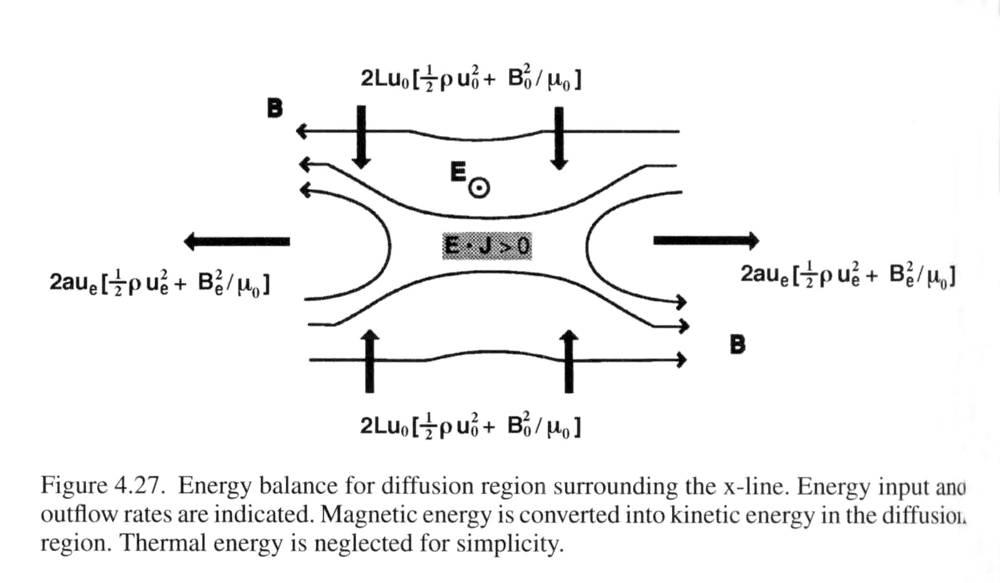 2Lu₀[½ρu₀²+ B₀²/μ₀]
B
E
E · J > 0
2auₑ[½ρuₑ²+ Bₑ²/μ₀]
2auₑ[½ρuₑ²+ Bₑ²/μ₀]
B
2Lu₀[½ρu₀²+ B₀²/μ₀]
Figure 4.27. Energy balance for diffusion region surrounding the x-line. Energy input and
outflow rates are indicated. Magnetic energy is converted into kinetic energy in the diffusion
region. Thermal energy is neglected for simplicity.